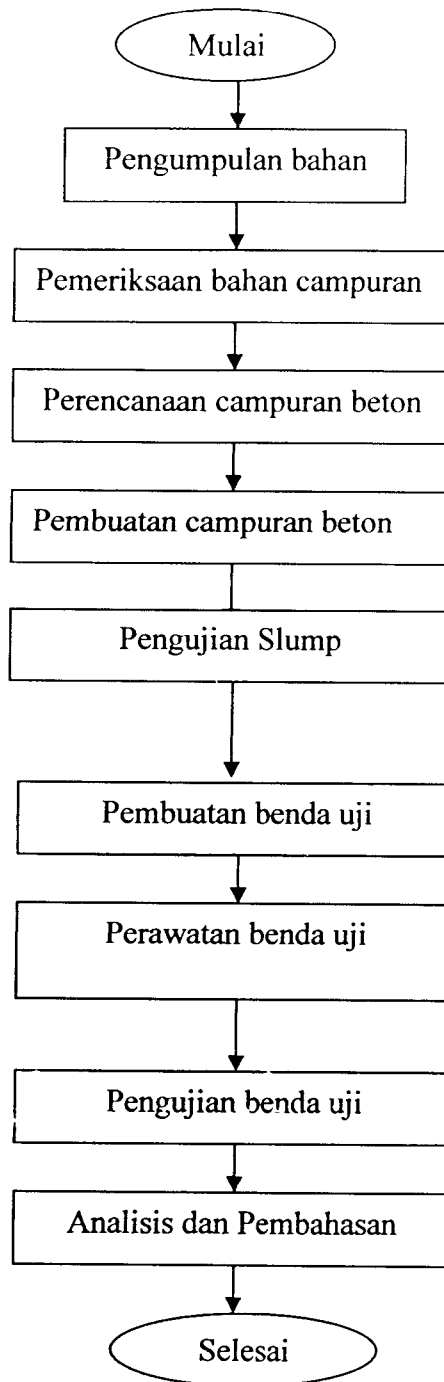 Mulai
Pengumpulan bahan
Pemeriksaan bahan campuran
Perencanaan campuran beton
Pembuatan campuran beton
Pengujian Slump
Pembuatan benda uji
Perawatan benda uji
Pengujian benda uji
Analisis dan Pembahasan
Selesai